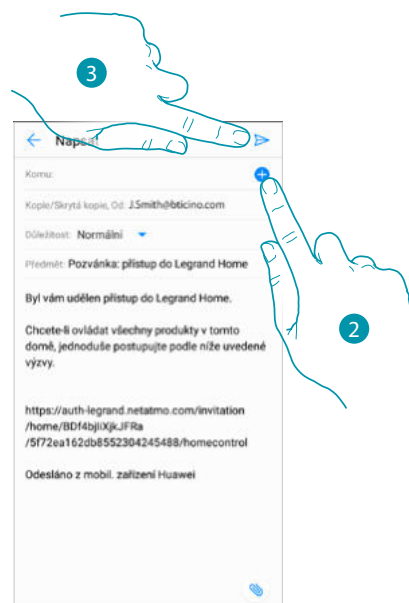 3
Napsat
Komu:
Kopie/Skrytá kopie, Od: J.Smith@bticino.com
Důležitost: Normální
Předmět: Pozvánka: přístup do Legrand Home
Byl vám udělen přístup do Legrand Home.
Chcete-li ovládat všechny produkty v tomto
domě, jednoduše postupujte podle níže uvedené
výzvy.
2
https://auth-legrand.netatmo.com/invitation
/home/BDf4bjIiXjkJFRa
/5f72ea162db8552304245488/homecontrol
Odesláno z mobil. zařízení Huawei